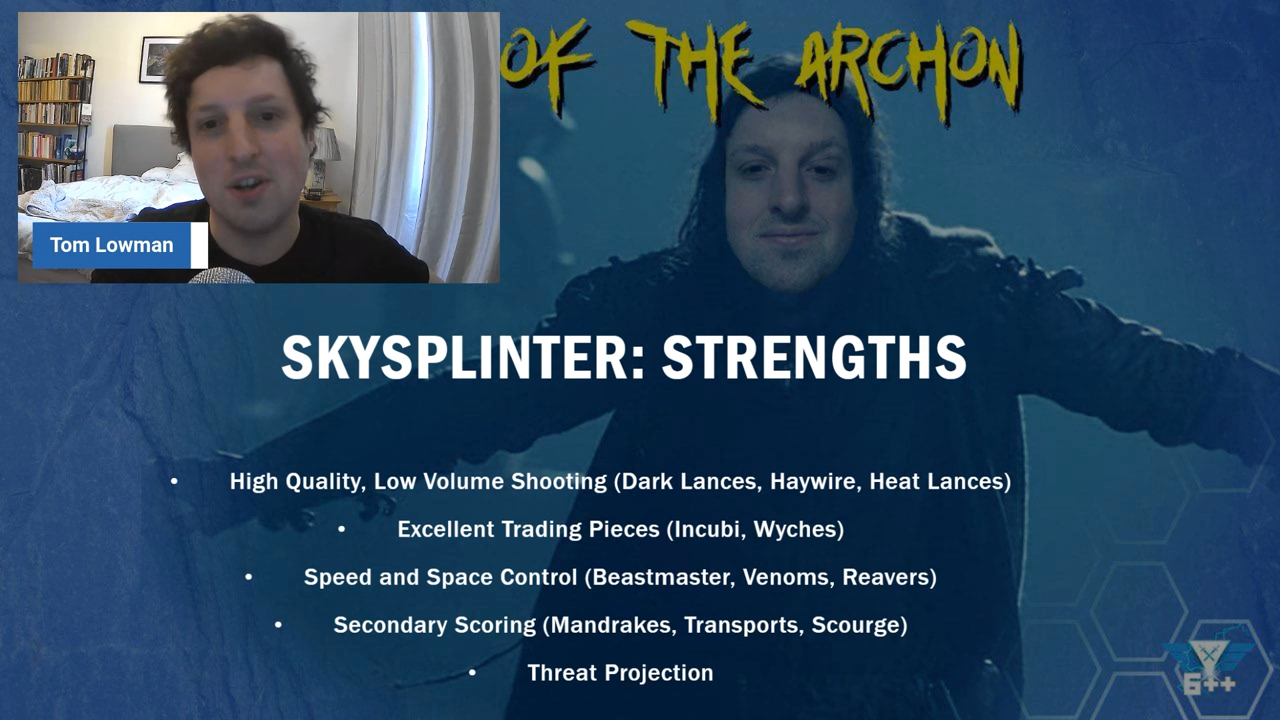 OF THE ARCHON
Tom Lowman
SKYSPLINTER: STRENGTHS
• High Quality, Low Volume Shooting (Dark Lances, Haywire, Heat Lances)
• Excellent Trading Pieces (Incubi, Wyches)
• Speed and Space Control (Beastmaster, Venoms, Reavers)
• Secondary Scoring (Mandrakes, Transports, Scourge)
• Threat Projection
6++